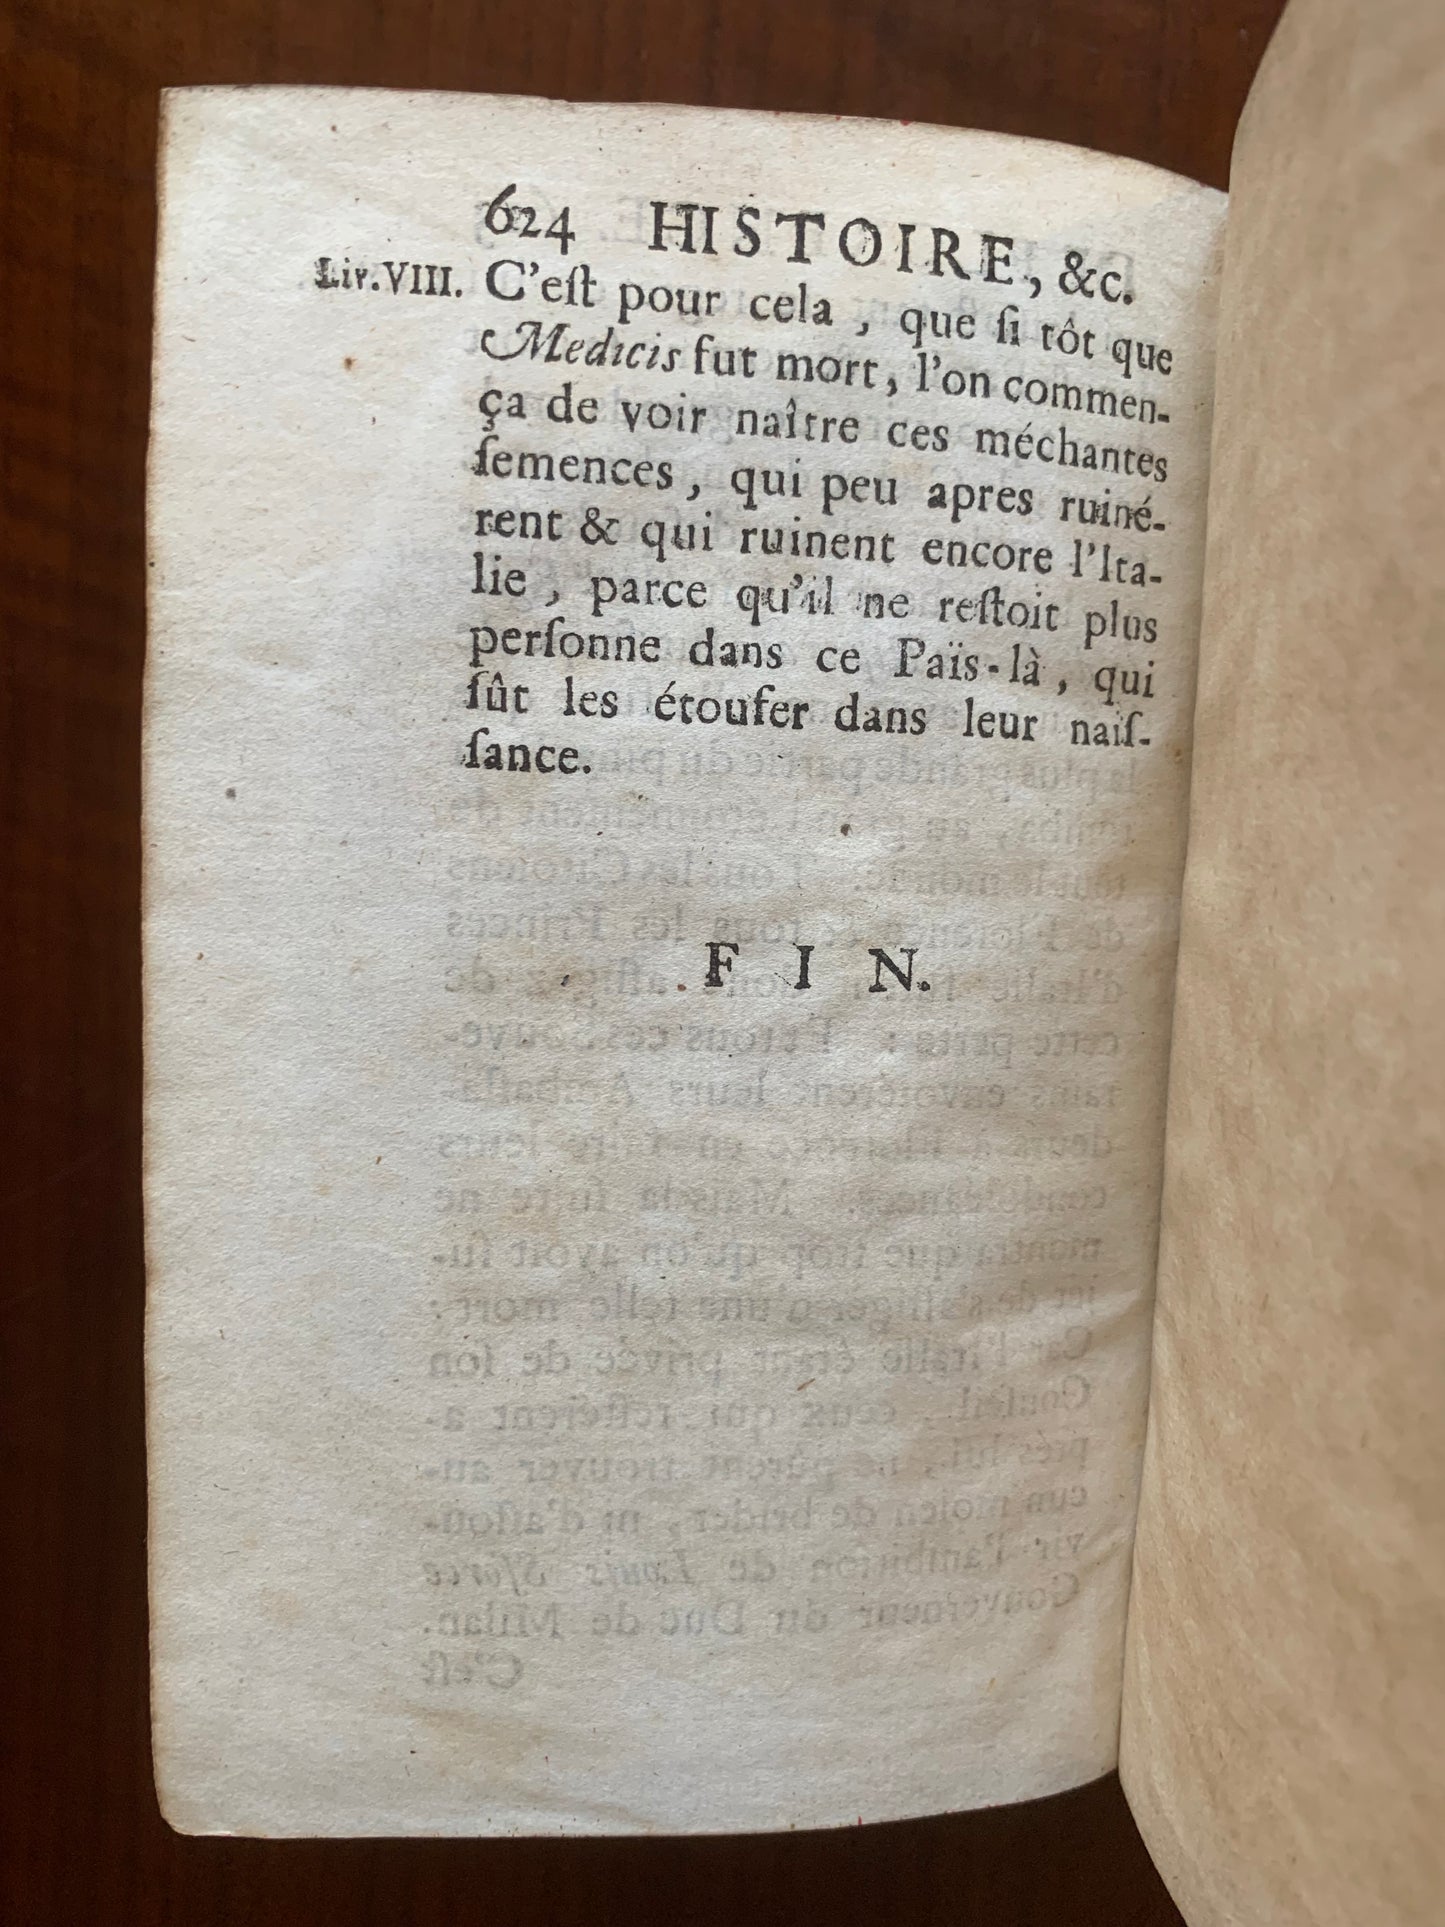 624 HISTOIRE, &c.
Liv.VIII. C'eſt pour cela, que ſi tôt que
Medicis fut mort, l'on commen-
ça de voir naître ces méchantes
ſemences, qui peu apres ruiné-
rent & qui ruinent encore l'Ita-
lie, parce qu'il ne reſtoit plus
perſonne dans ce Païs-là, qui
ſût les étoufer dans leur naiſ-
ſance.
FIN.